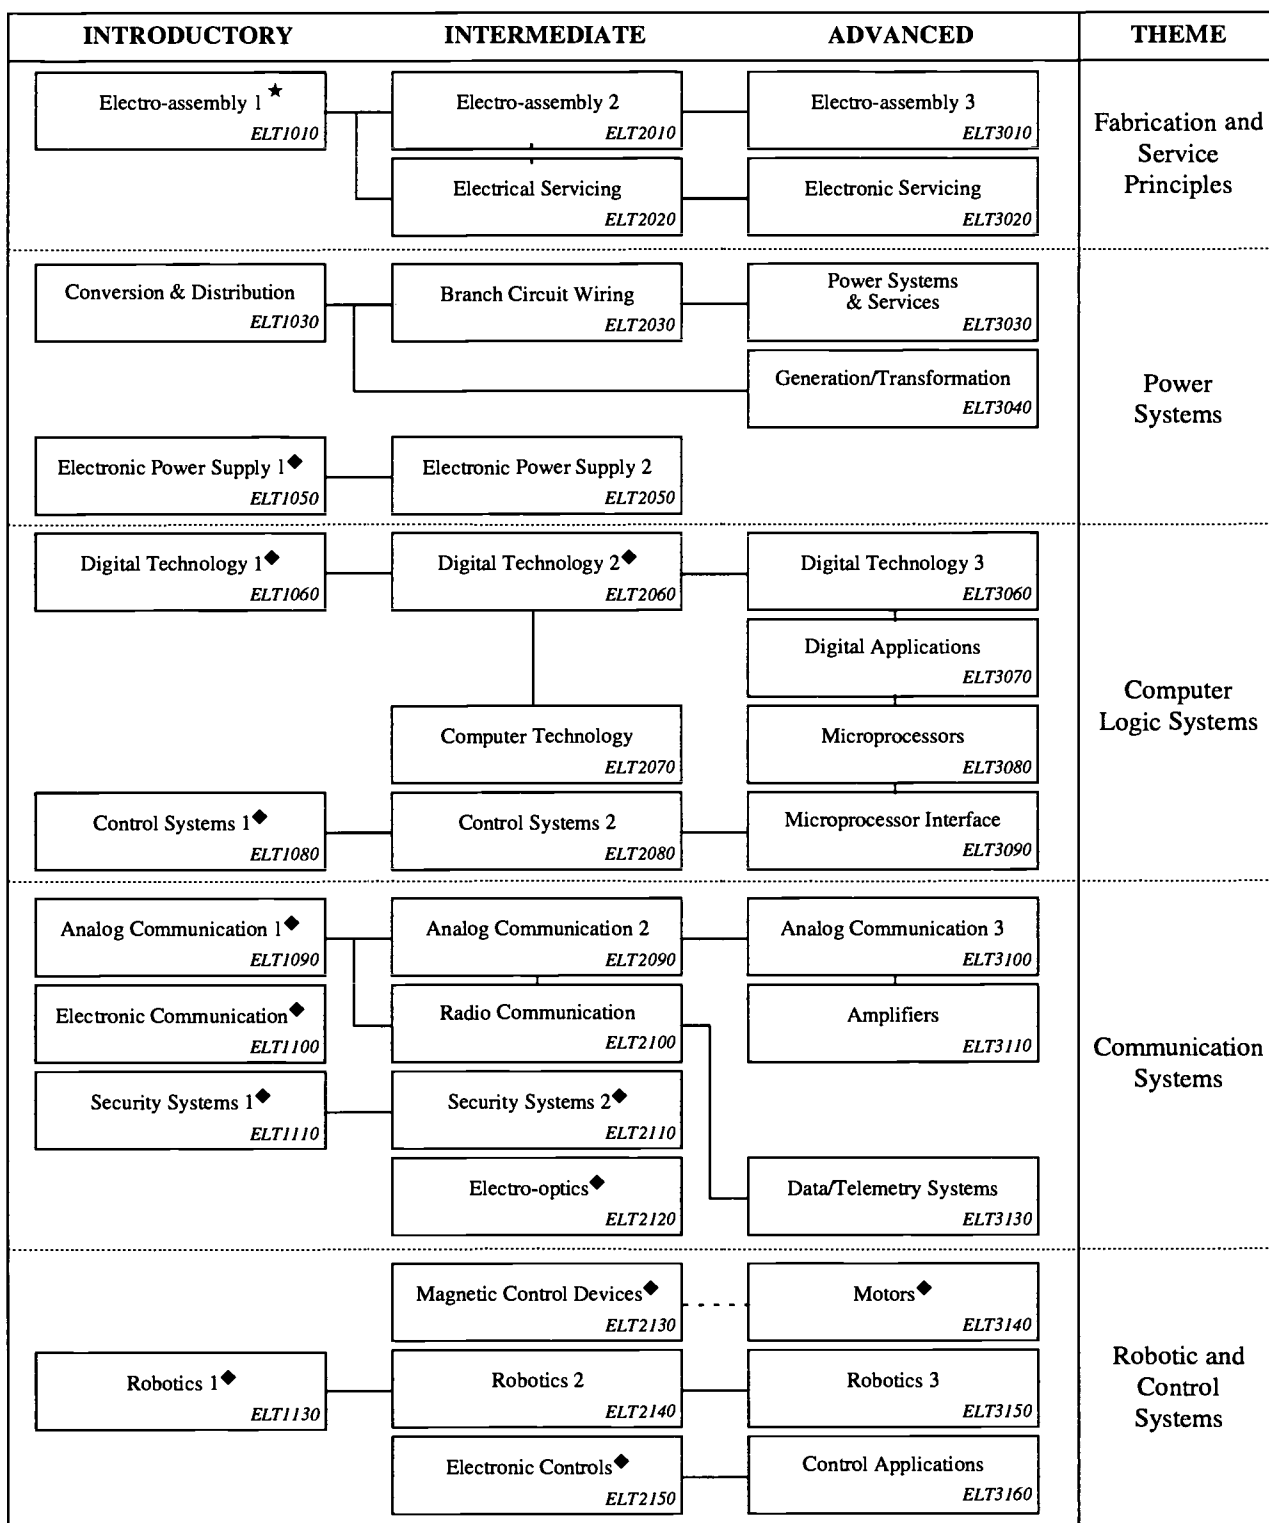 INTRODUCTORY INTERMEDIATE ADVANCED THEME
Electro-assembly 1 ★ Electro-assembly 2 Electro-assembly 3
ELT1010 ELT2010 ELT3010
Electrical Servicing Electronic Servicing
ELT2020 ELT3020
Fabrication and
Service
Principles
Conversion & Distribution Branch Circuit Wiring Power Systems
& Services
ELT1030 ELT2030 ELT3030
Generation/Transformation
ELT3040
Power
Systems
Electronic Power Supply 1◆ Electronic Power Supply 2
ELT1050 ELT2050
Digital Technology 1◆ Digital Technology 2◆ Digital Technology 3
ELT1060 ELT2060 ELT3060
Digital Applications
ELT3070
Computer
Logic Systems
Computer Technology Microprocessors
ELT2070 ELT3080
Control Systems 1◆ Control Systems 2 Microprocessor Interface
ELT1080 ELT2080 ELT3090
Analog Communication 1◆ Analog Communication 2 Analog Communication 3
ELT1090 ELT2090 ELT3100
Electronic Communication◆ Radio Communication Amplifiers
ELT1100 ELT2100 ELT3110
Communication
Systems
Security Systems 1◆ Security Systems 2◆
ELT1110 ELT2110
Electro-optics◆ Data/Telemetry Systems
ELT2120 ELT3130
Magnetic Control Devices◆ Motors◆
ELT2130 ELT3140
Robotics 1◆ Robotics 2 Robotics 3
ELT1130 ELT2140 ELT3150
Robotic and
Control
Systems
Electronic Controls◆ Control Applications
ELT2150 ELT3160